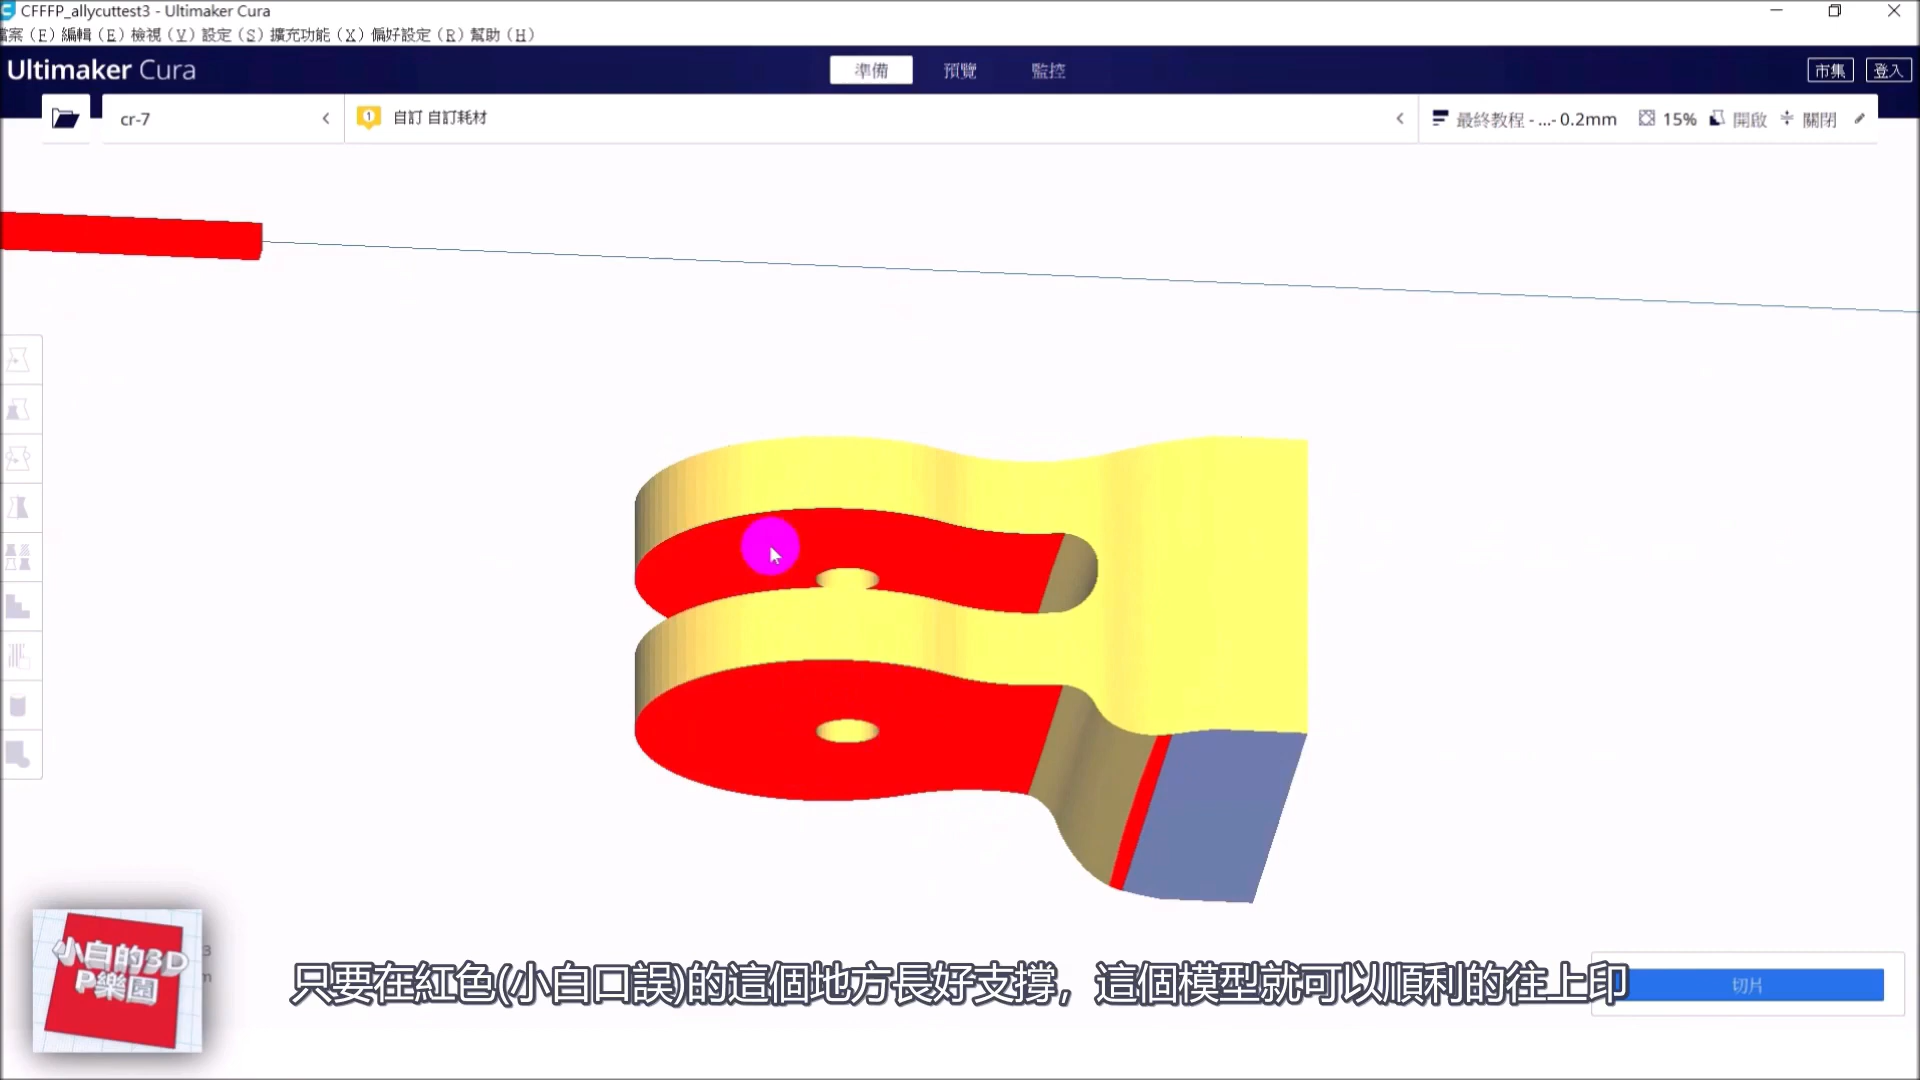 CFFFP_allycuttest3 - Ultimaker Cura
檔案（F）編輯（E）檢視（V）設定（S）擴充功能（X）偏好設定（R）幫助（H）
Ultimaker Cura
準備
預覽
監控
市集
登入
cr-7
1
自訂 自訂耗材
最終教程 - ...- 0.2mm
15%
開啟
關閉
小白的3D
P樂園
只要在紅色(小白口誤)的這個地方長好支撐，這個模型就可以順利的往上印
切片